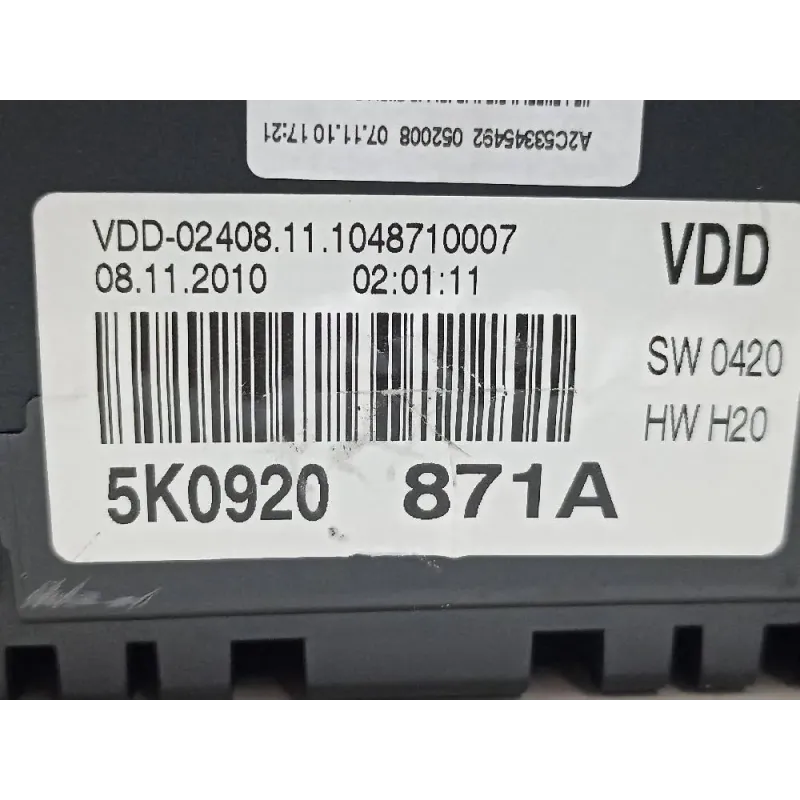 A2C53345492 052008 07.11.10 17:21
VDD-02408.11.1048710007
08.11.2010 02:01:11
VDD
SW 0420
HW H20
5K0920 871A